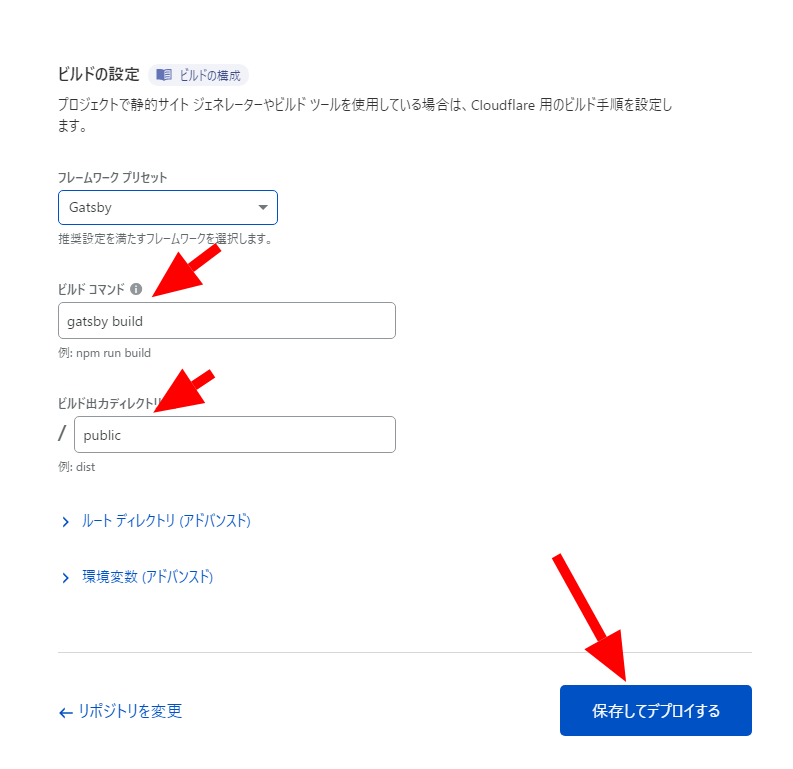 ビルドの設定 ビルドの構成
プロジェクトで静的サイト ジェネレーターやビルド ツールを使用している場合は、Cloudflare 用のビルド手順を設定し
ます。
フレームワーク プリセット
Gatsby
推奨設定を満たすフレームワークを選択します。
ビルド コマンド
gatsby build
例: npm run build
ビルド出力ディレクトリ
/ public
例: dist
ルート ディレクトリ (アドバンスド)
環境変数 (アドバンスド)
← リポジトリを変更
保存してデプロイする